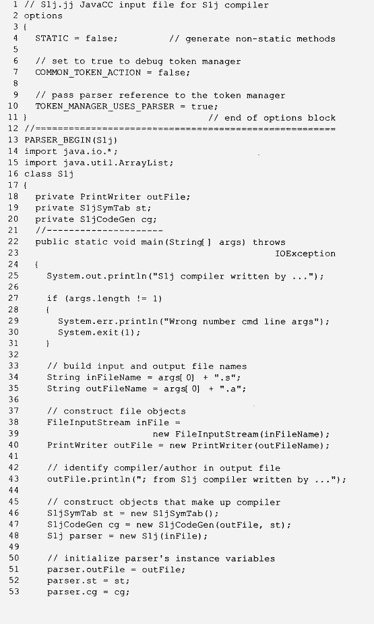 1 // S1j.jj JavaCC input file for S1j compiler
2 options
3 {
4   STATIC = false;         // generate non-static methods
5
6   // set to true to debug token manager
7   COMMON_TOKEN_ACTION = false;
8
9   // pass parser reference to the token manager
10   TOKEN_MANAGER_USES_PARSER = true;
11 }                              // end of options block
12 //=====================================================
13 PARSER_BEGIN(S1j)
14 import java.io.*;
15 import java.util.ArrayList;
16 class S1j
17 {
18   private PrintWriter outFile;
19   private S1jSymTab st;
20   private S1jCodeGen cg;
21   //---------------------
22   public static void main(String[] args) throws
23                                           IOException
24   {
25     System.out.println("S1j compiler written by ...");
26
27     if (args.length != 1)
28     {
29       System.err.println("Wrong number cmd line args");
30       System.exit(1);
31     }
32
33     // build input and output file names
34     String inFileName = args[0] + ".s";
35     String outFileName = args[0] + ".a";
36
37     // construct file objects
38     FileInputStream inFile =
39                      new FileInputStream(inFileName);
40     PrintWriter outFile = new PrintWriter(outFileName);
41
42     // identify compiler/author in output file
43     outFile.println("; from S1j compiler written by ...");
44
45     // construct objects that make up compiler
46     S1jSymTab st = new S1jSymTab();
47     S1jCodeGen cg = new S1jCodeGen(outFile, st);
48     S1j parser = new S1j(inFile);
49
50     // initialize parser's instance variables
51     parser.outFile = outFile;
52     parser.st = st;
53     parser.cg = cg;